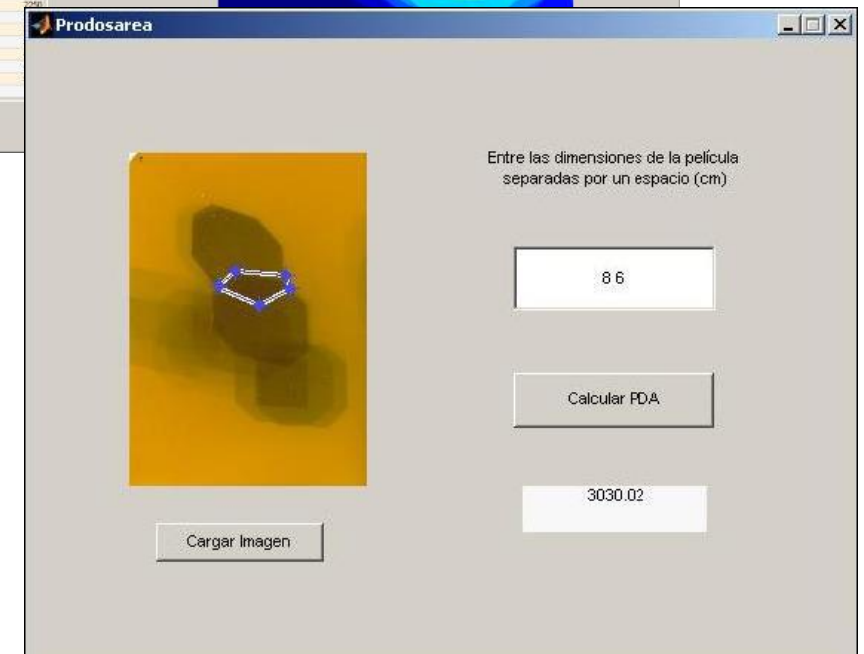 2250
Prodosarea
Entre las dimensiones de la película
separadas por un espacio (cm)
8 6
Calcular PDA
3030.02
Cargar Imagen